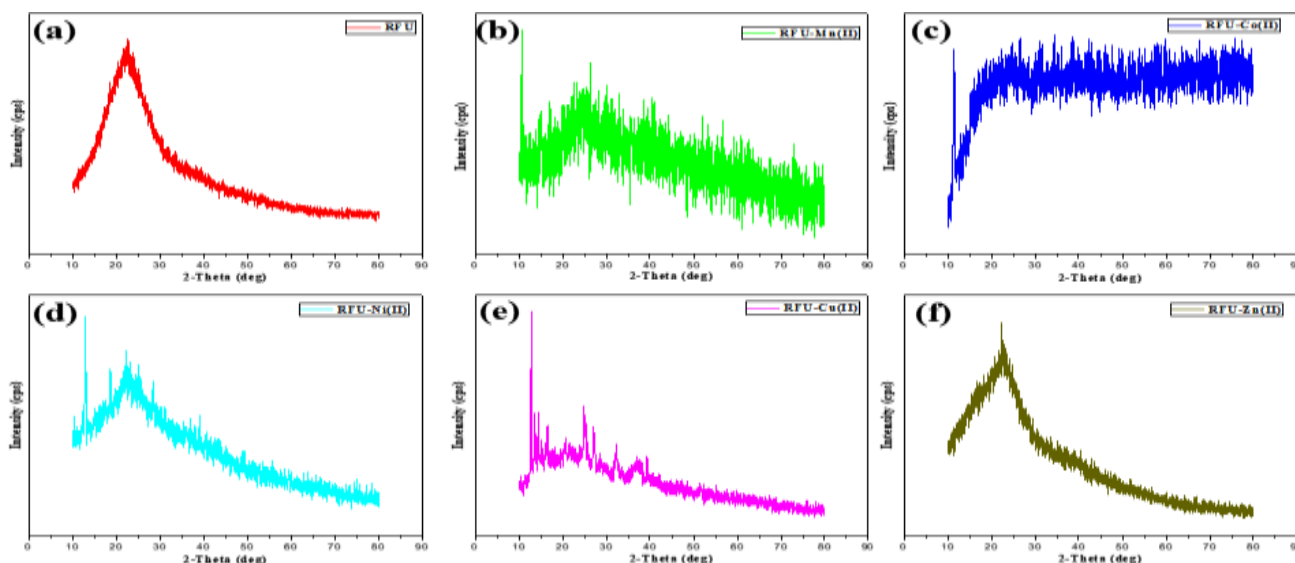 (a)
RFU
Intensity (cps)
0 10 20 30 40 50 60 70 80 90
2-Theta (deg)
(b)
RFU-Mn(II)
Intensity (cps)
0 10 20 30 40 50 60 70 80 90
2-Theta (deg)
(c)
RFU-Co(II)
Intensity (cps)
0 10 20 30 40 50 60 70 80
2-Theta (deg)
(d)
RFU-Ni(II)
Intensity (cps)
0 10 20 30 40 50 60 70 80 90
2-Theta (deg)
(e)
RFU-Cu(II)
Intensity (cps)
0 10 20 30 40 50 60 70 80 90
2-Theta (deg)
(f)
RFU-Zn(II)
Intensity (cps)
0 10 20 30 40 50 60 70 80
2-Theta (deg)